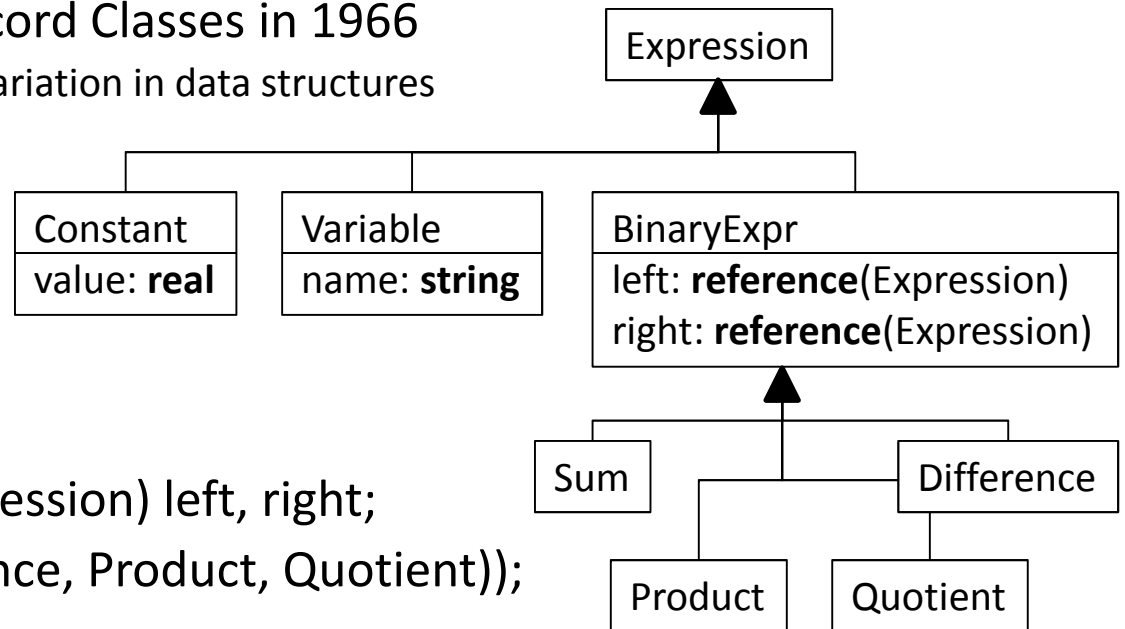 cord Classes in 1966
ariation in data structures
Expression
Constant
value: real
Variable
name: string
BinaryExpr
left: reference(Expression)
right: reference(Expression)
Sum
Difference
ession) left, right;
nce, Product, Quotient));
Product
Quotient